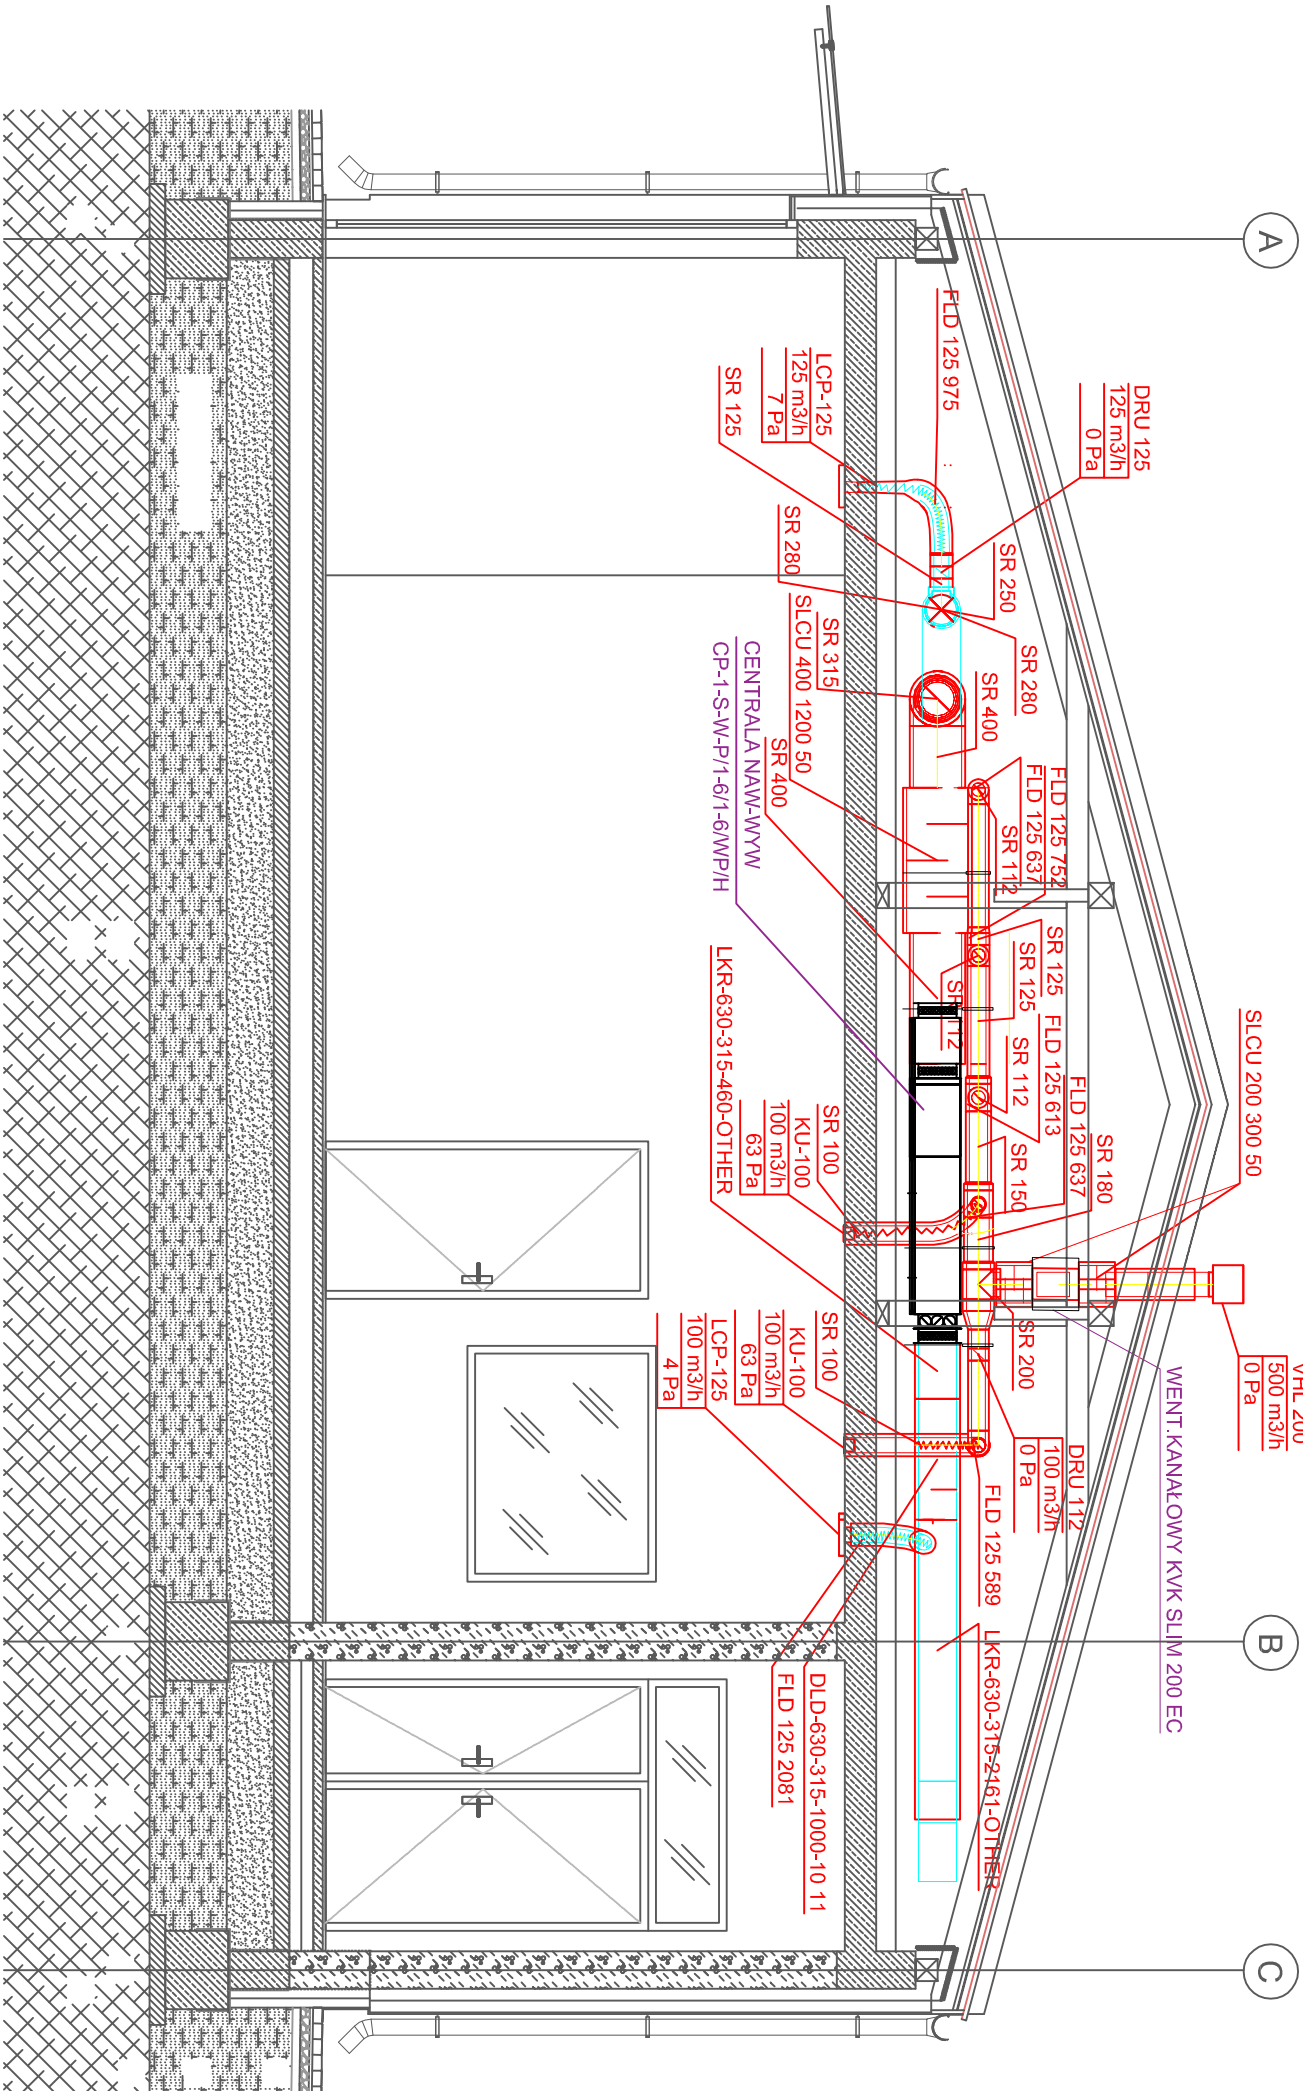 A
FLD 125 975
DRU 125
125 m3/h
0 Pa
LCP-125
125 m3/h
7 Pa
SR 125
SR 280
SR 250
SR 280
SR 400
SR 315
SLCU 400 1200 50
SR 400
CENTRALA NAW-WYW
CP-1-S-W-P/1-6/1-6/WP/H
FLD 125 752
FLD 125 637
SR 112
SR 125
SR 125
SR 112
FLD 125 613
SR 112
FLD 125 637
SR 180
SR 150
SLCU 200 300 50
LKR-630-315-460-OTHER
SR 100
KU-100
100 m3/h
63 Pa
SR 100
KU-100
100 m3/h
63 Pa
LCP-125
100 m3/h
4 Pa
SR 200
VHL 200
500 m3/h
0 Pa
WENT.KANAŁOWY KVK SLIM 200 EC
DRU 112
100 m3/h
0 Pa
FLD 125 589
LKR-630-315-2161-OTHER
DLD-630-315-1000-10 11
FLD 125 2081
B
C